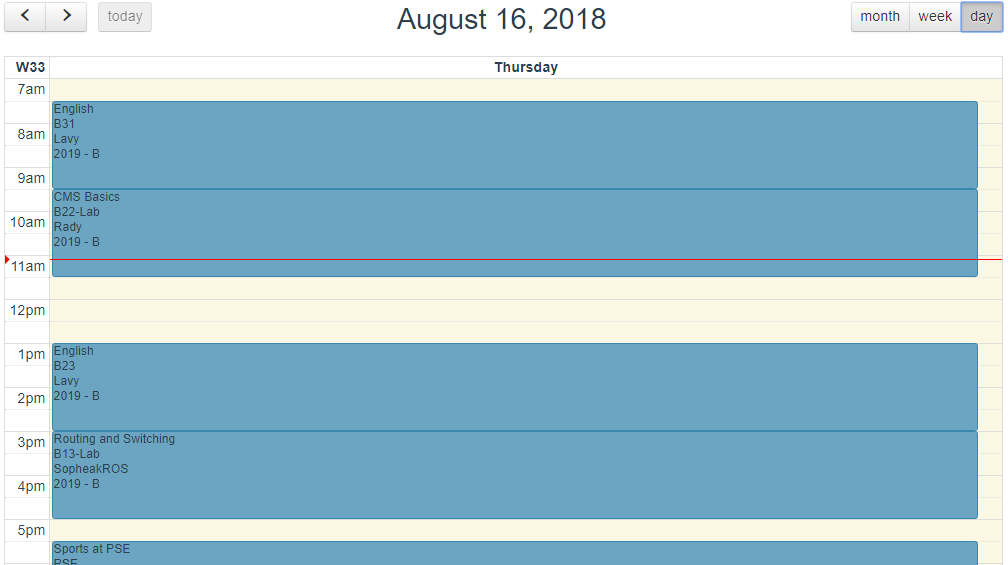 today
August 16, 2018
month week day
W33 Thursday
7am
English
B31
8am
Lavy
2019 - B
9am
CMS Basics
B22-Lab
10am
Rady
2019 - B
11am
12pm
1pm
English
B23
Lavy
2pm
2019 - B
3pm
Routing and Switching
B13-Lab
SopheakROS
4pm
2019 - B
5pm
Sports at PSE
PSE